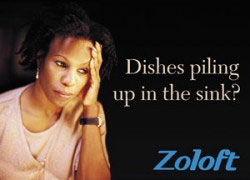 Dishes piling
up in the sink?
Zoloft